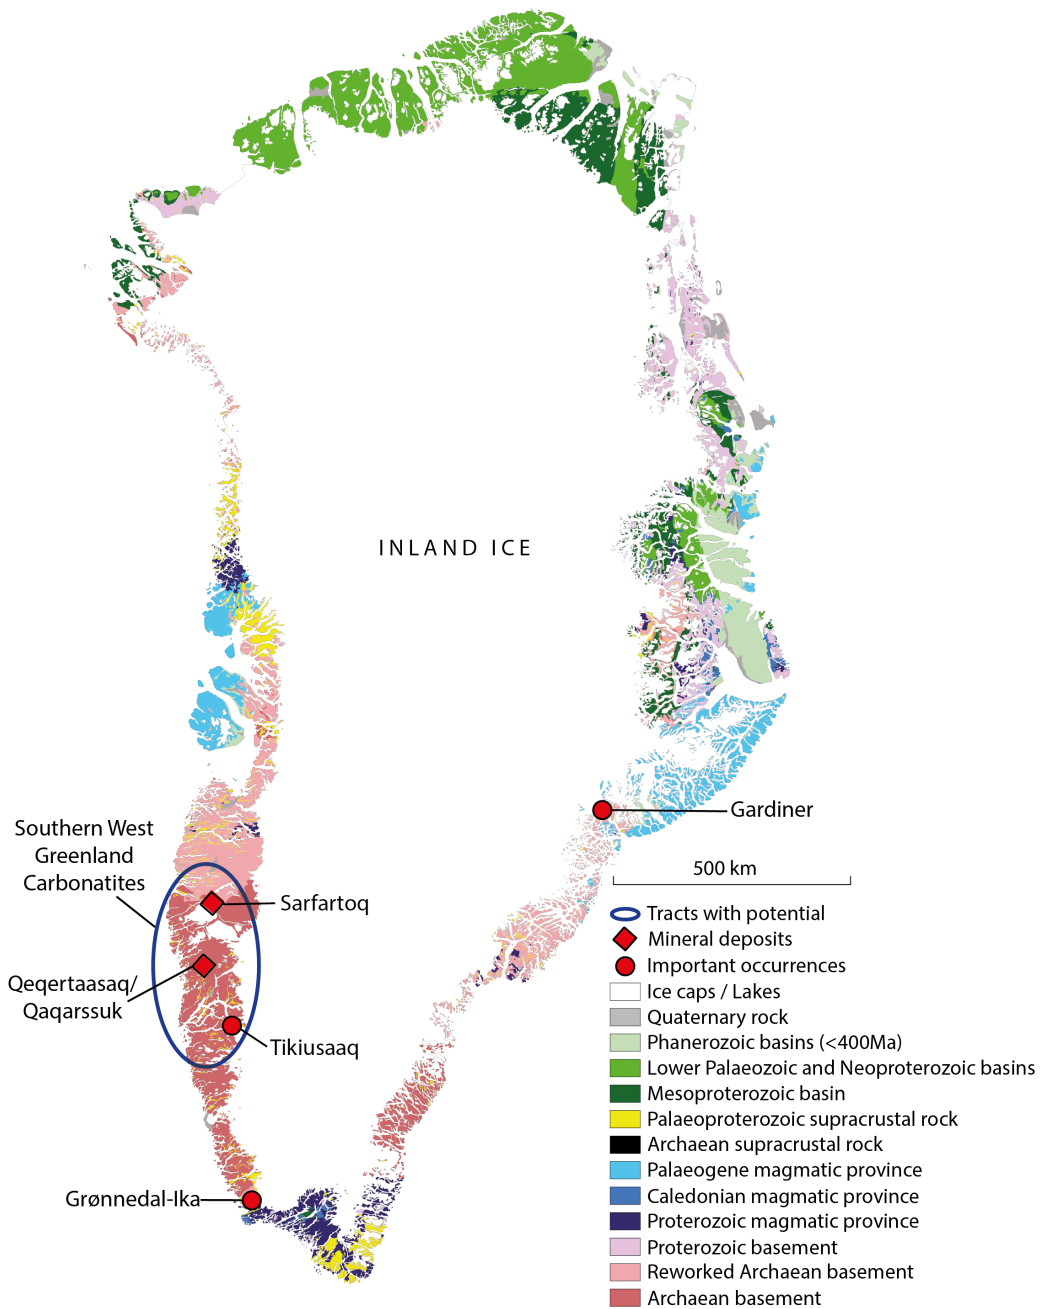 INLAND ICE
Gardiner
500 km
Southern West
Greenland
Carbonatites
Sarfartoq
Qeqertaasaq/
Qaqarssuk
Tikiusaaq
Grønnedal-Ika
Tracts with potential
Mineral deposits
Important occurrences
Ice caps / Lakes
Quaternary rock
Phanerozoic basins (<400Ma)
Lower Palaeozoic and Neoproterozoic basins
Mesoproterozoic basin
Palaeoproterozoic supracrustal rock
Archaean supracrustal rock
Palaeogene magmatic province
Caledonian magmatic province
Proterozoic magmatic province
Proterozoic basement
Reworked Archaean basement
Archaean basement